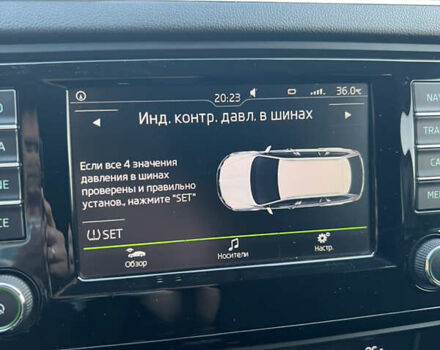 20:23
36.0°C
Инд. контр. давл. в шинах
Если все 4 значения
давления в шинах
проверены и правильно
установ., нажмите "SET"
SET
Обзор
Носители
Настр.
NAV
TRA
CA
ME